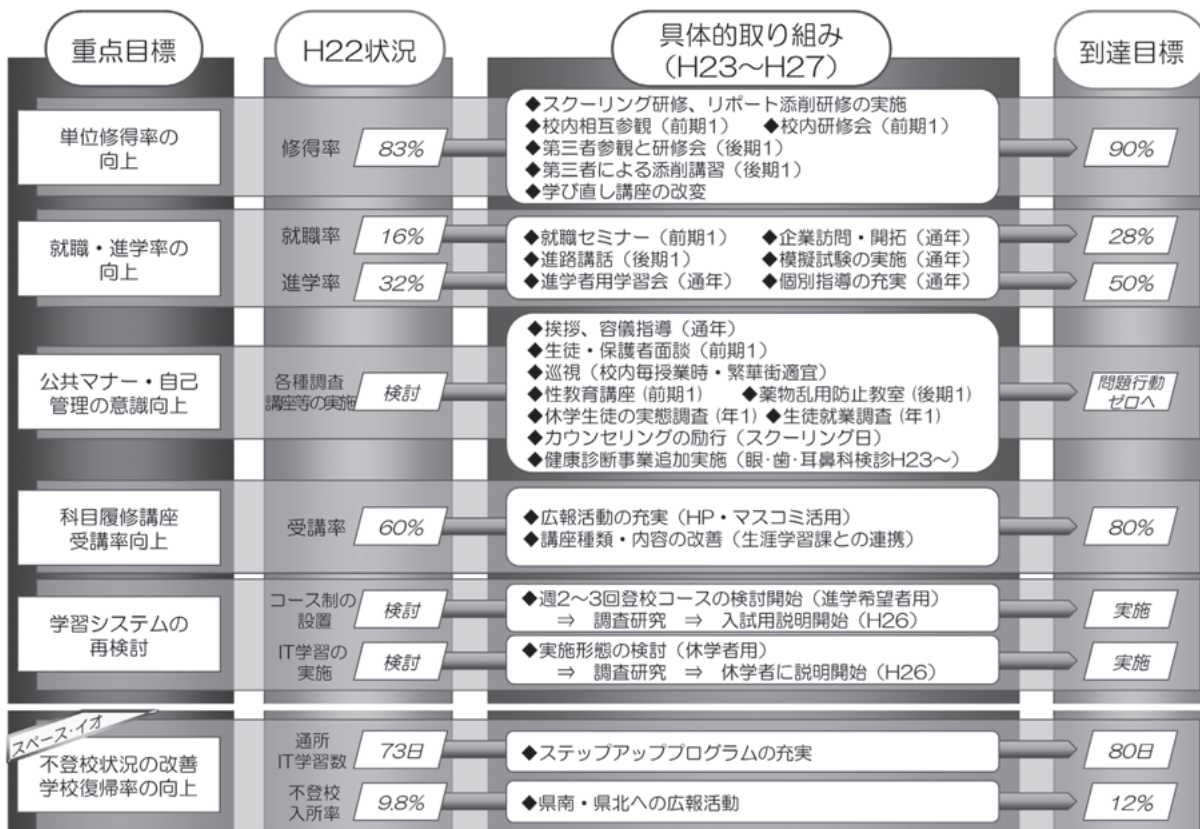 重点目標
H22状況
具体的取り組み
（H23～H27）
到達目標
単位修得率の
向上
修得率
83%
◆スクーリング研修、リポート添削研修の実施
◆校内相互参観（前期1） ◆校内研修会（前期1）
◆第三者参観と研修会（後期1）
◆第三者による添削講習（後期1）
◆学び直し講座の改変
90%
就職・進学率の
向上
就職率
16%
進学率
32%
◆就職セミナー（前期1） ◆企業訪問・開拓（通年）
◆進路講話（後期1） ◆模擬試験の実施（通年）
◆進学者用学習会（通年） ◆個別指導の充実（通年）
28%
50%
公共マナー・自己
管理の意識向上
各種調査
講座等の実施
検討
◆挨拶、容儀指導（通年）
◆生徒・保護者面談（前期1）
◆巡視（校内毎授業時・繁華街適宜）
◆性教育講座（前期1） ◆薬物乱用防止教室（後期1）
◆休学生徒の実態調査（年1） ◆生徒就業調査（年1）
◆カウンセリングの励行（スクーリング日）
◆健康診断事業追加実施（眼・歯・耳鼻科検診H23～）
問題行動
ゼロへ
科目履修講座
受講率向上
受講率
60%
◆広報活動の充実（HP・マスコミ活用）
◆講座種類・内容の改善（生涯学習課との連携）
80%
学習システムの
再検討
コース制の
設置
検討
◆週2～3回登校コースの検討開始（進学希望者用）
⇒ 調査研究 ⇒ 入試用説明開始（H26）
実施
IT学習の
実施
検討
◆実施形態の検討（休学者用）
⇒ 調査研究 ⇒ 休学者に説明開始（H26）
実施
スペース・イオ
不登校状況の改善
学校復帰率の向上
通所
IT学習数
73日
◆ステップアッププログラムの充実
80日
不登校
入所率
9.8%
◆県南・県北への広報活動
12%